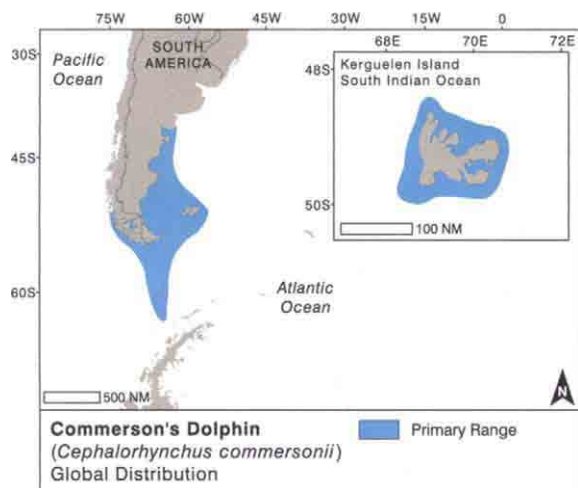 75W
60W
45W
30W
15W
0
30S
45S
60S
Pacific
Ocean
SOUTH
AMERICA
68E
70E
72E
48S
50S
Kerguelen Island
South Indian Ocean
100 NM
Atlantic
Ocean
500 NM
N
Commerson's Dolphin
(Cephalorhynchus commersonii)
Global Distribution
Primary Range